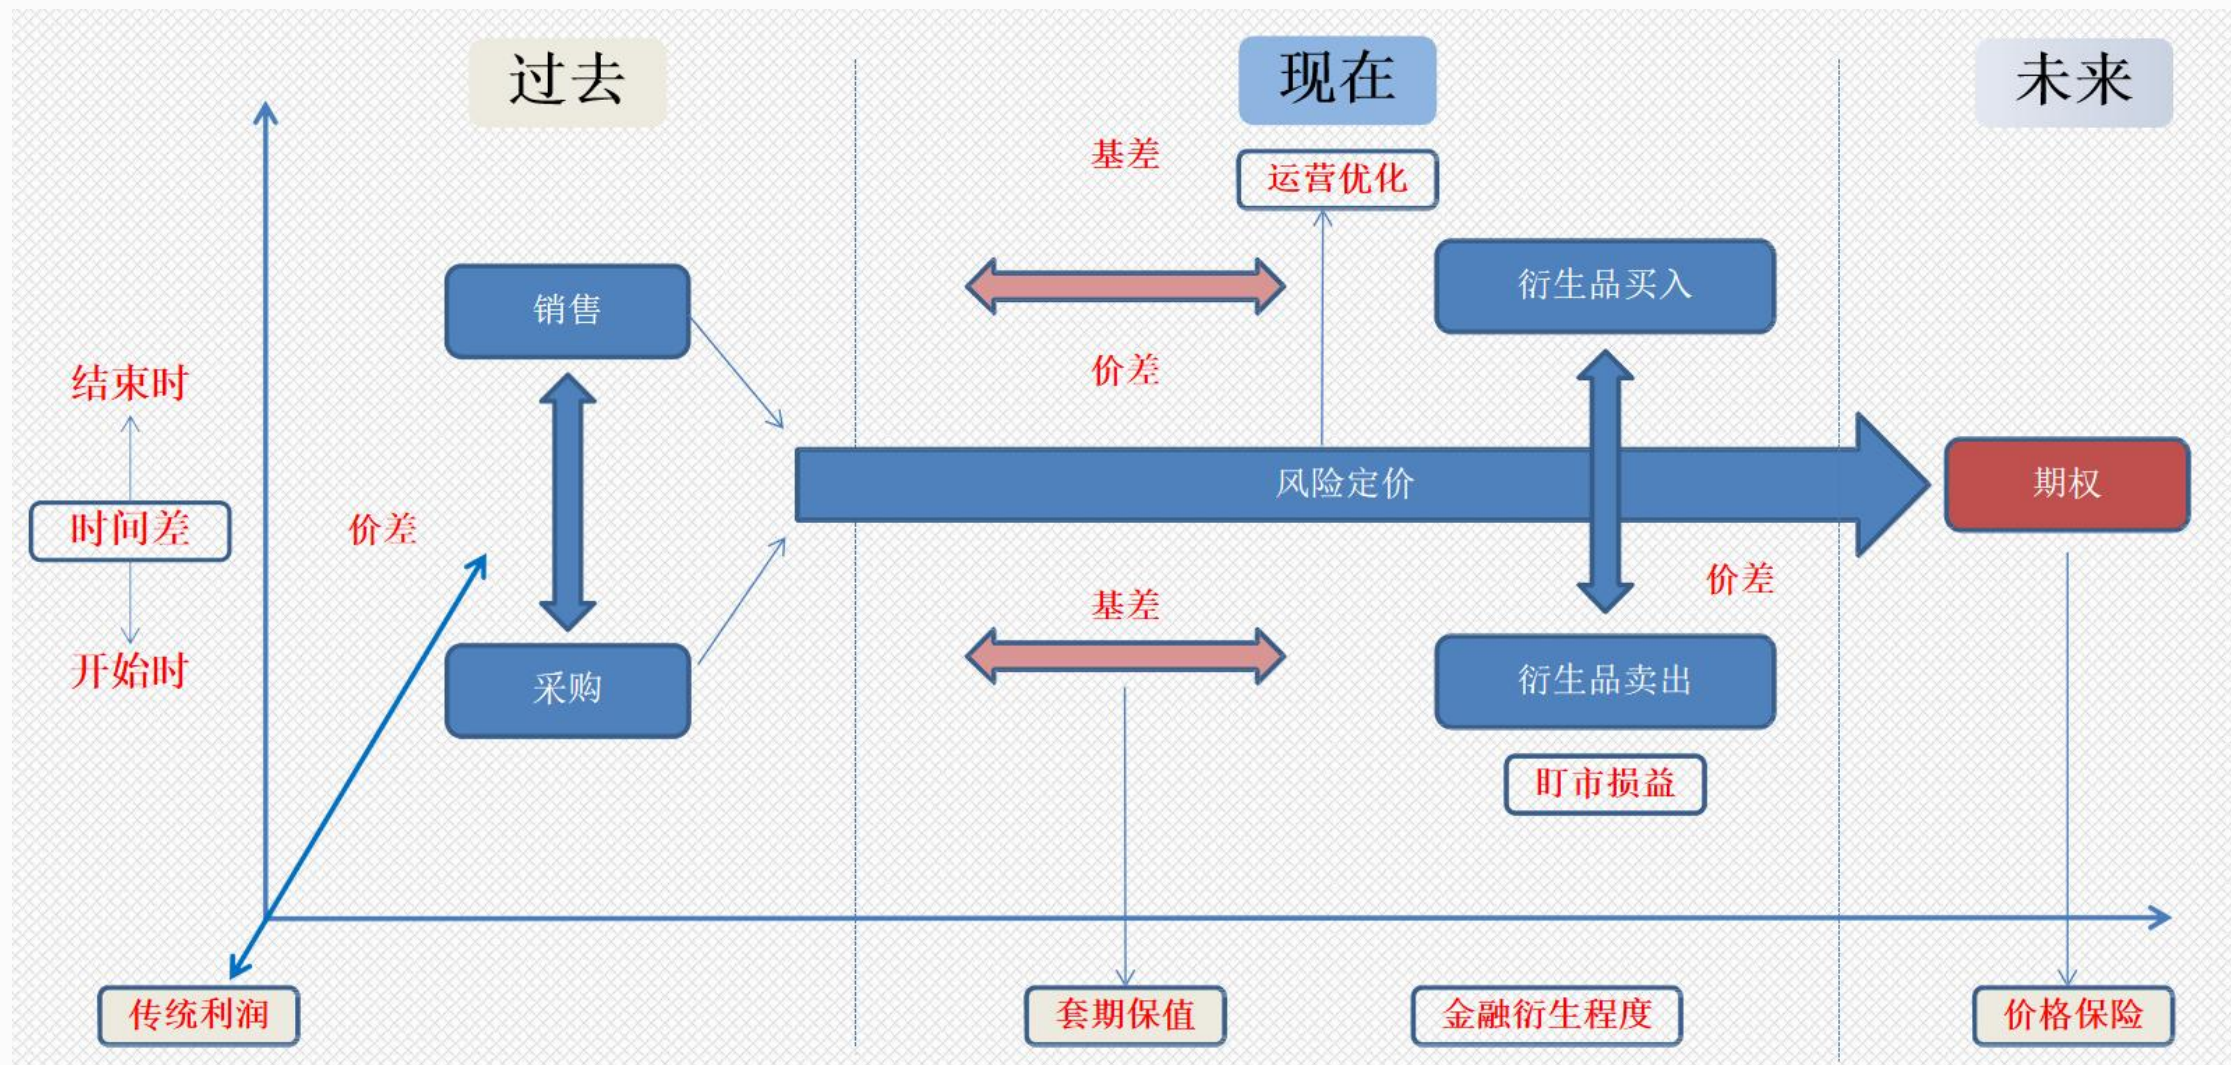 过去
现在
未来
基差
运营优化
销售
衍生品买入
价差
结束时
时间差
开始时
价差
风险定价
期权
价差
基差
采购
衍生品卖出
盯市损益
传统利润
套期保值
金融衍生程度
价格保险